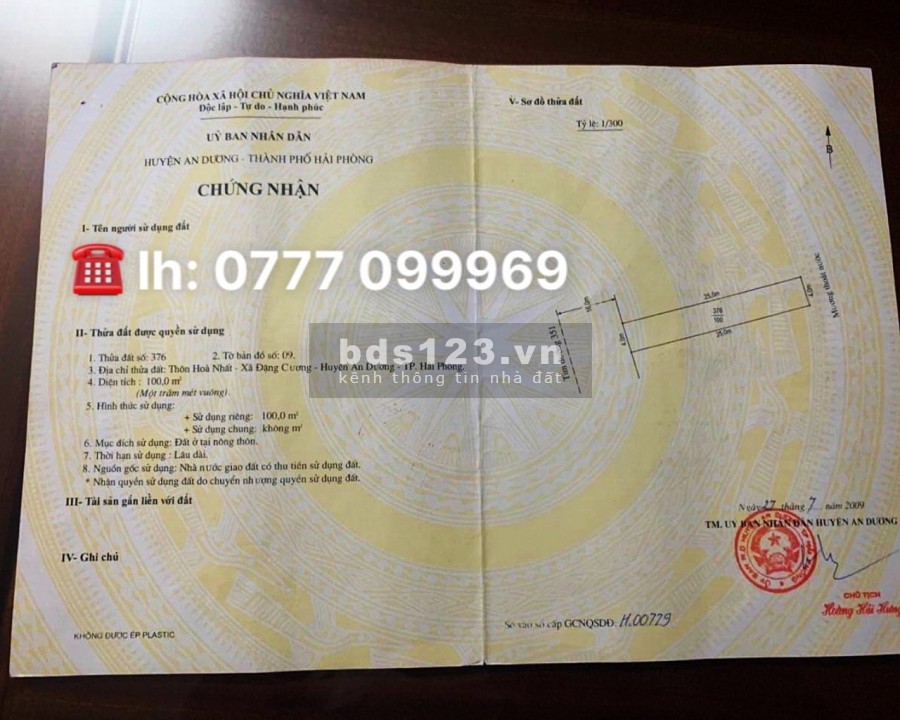 CỘNG HÒA XÃ HỘI CHỦ NGHĨA VIỆT NAM
Độc lập - Tự do - Hạnh phúc
UỶ BAN NHÂN DÂN
HUYỆN AN DƯƠNG - THÀNH PHỐ HẢI PHÒNG
CHỨNG NHẬN
I- Tên người sử dụng đất
lh: 0777 099969
II- Thửa đất được quyền sử dụng
1. Thửa đất số: 376 2. Tờ bản đồ số: 09.
3. Địa chỉ thửa đất: Thôn Hoà Nhất - Xã Đặng Cương - Huyện An Dương - TP. Hải Phòng.
4. Diện tích : 100,0 m²
(Một trăm mét vuông)
5. Hình thức sử dụng:
+ Sử dụng riêng: 100,0 m²
+ Sử dụng chung: không m²
6. Mục đích sử dụng: Đất ở tại nông thôn.
7. Thời hạn sử dụng : Lâu dài.
8. Nguồn gốc sử dụng: Nhà nước giao đất có thu tiền sử dụng đất.
* Nhận quyền sử dụng đất do chuyển nhượng quyền sử dụng đất.
III- Tài sản gắn liền với đất
IV- Ghi chú
KHÔNG ĐƯỢC ÉP PLASTIC
bds123.vn
kênh thông tin nhà đất
V- Sơ đồ thửa đất
Tỷ lệ: 1/300
B
25,0m
376
100
25,0m
4,0m
4,0m
Mương thoát nước
351
Ngày 27 tháng 7 năm 2009
TM. UỶ BAN NHÂN DÂN HUYỆN AN DƯƠNG
CHỦ TỊCH
Hoàng Hải Hưng
Số vào sổ cấp GCNQSDĐ: H.00729